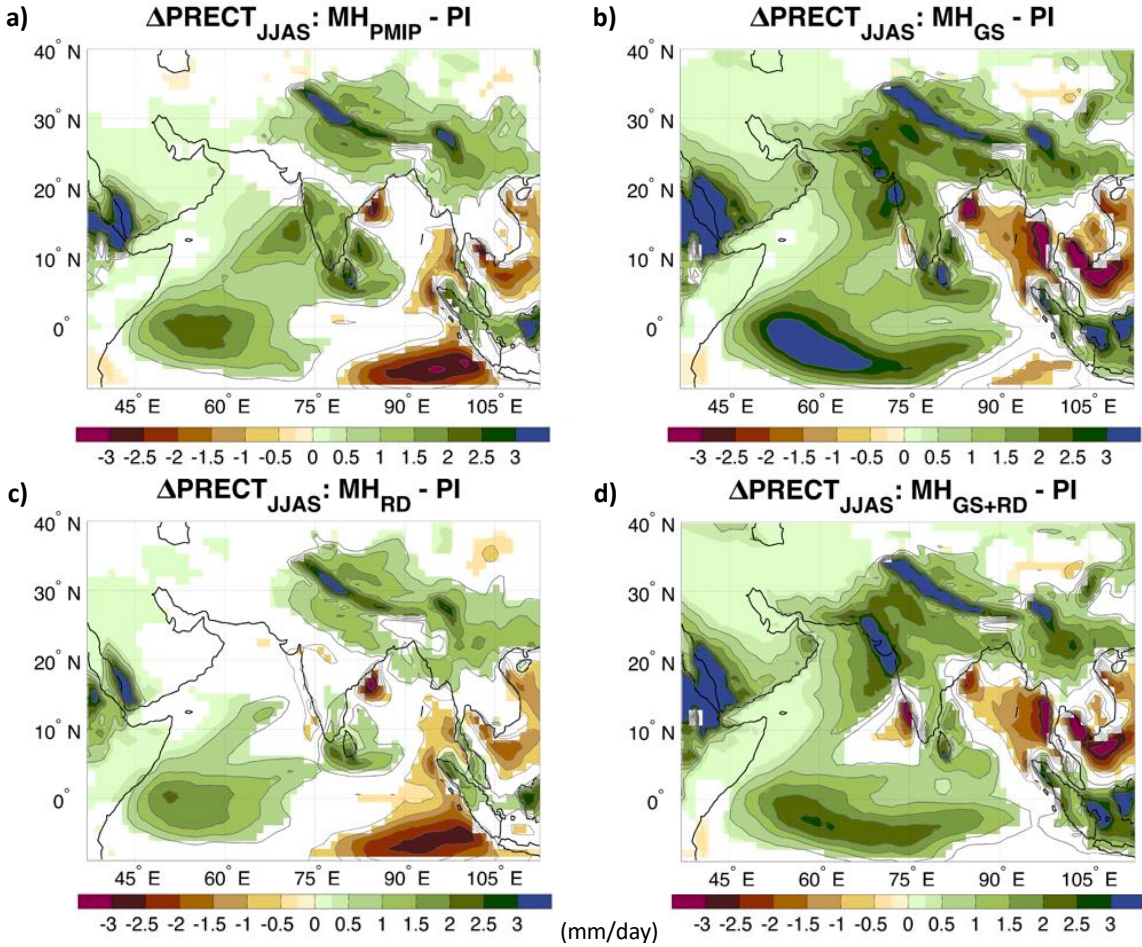 a) ΔPRECT_JJAS: MH_PMIP - PI
40° N
30° N
20° N
10° N
0°
45° E 60° E 75° E 90° E 105° E
-3 -2.5 -2 -1.5 -1 -0.5 0 0.5 1 1.5 2 2.5 3
b) ΔPRECT_JJAS: MH_GS - PI
40° N
30° N
20° N
10° N
0°
45° E 60° E 75° E 90° E 105° E
-3 -2.5 -2 -1.5 -1 -0.5 0 0.5 1 1.5 2 2.5 3
c) ΔPRECT_JJAS: MH_RD - PI
40° N
30° N
20° N
10° N
0°
45° E 60° E 75° E 90° E 105° E
-3 -2.5 -2 -1.5 -1 -0.5 0 0.5 1 1.5 2 2.5 3
d) ΔPRECT_JJAS: MH_GS+RD - PI
40° N
30° N
20° N
10° N
0°
45° E 60° E 75° E 90° E 105° E
-3 -2.5 -2 -1.5 -1 -0.5 0 0.5 1 1.5 2 2.5 3
(mm/day)